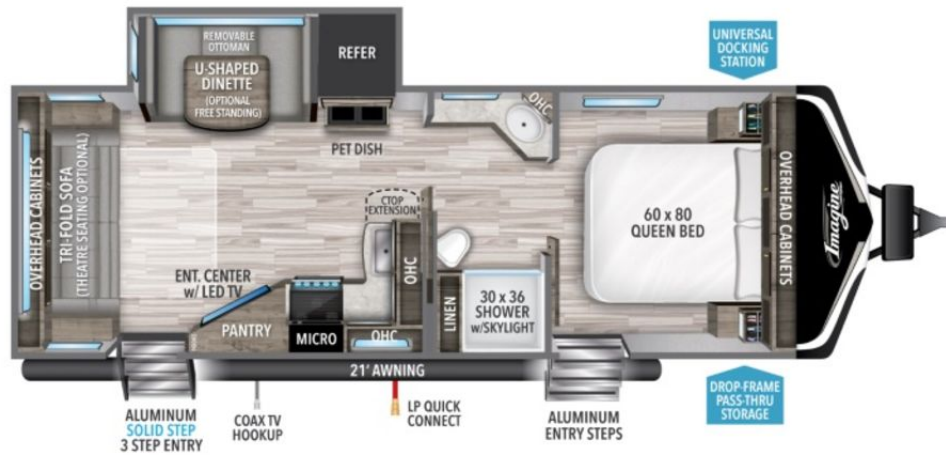 REMOVABLE
OTTOMAN
U-SHAPED
DINETTE
(OPTIONAL
FREE STANDING)
REFER
UNIVERSAL
DOCKING
STATION
OHC
PET DISH
OVERHEAD CABINETS
TRI-FOLD SOFA
(THEATRE SEATING OPTIONAL)
CTOP
EXTENSION
60 x 80
QUEEN BED
OVERHEAD CABINETS
Imagine
ENT. CENTER
w/ LED TV
OHC
PANTRY
MICRO
OHC
LINEN
30 x 36
SHOWER
w/SKYLIGHT
21' AWNING
ALUMINUM
SOLID STEP
3 STEP ENTRY
COAX TV
HOOKUP
LP QUICK
CONNECT
ALUMINUM
ENTRY STEPS
DROP-FRAME
PASS-THRU
STORAGE